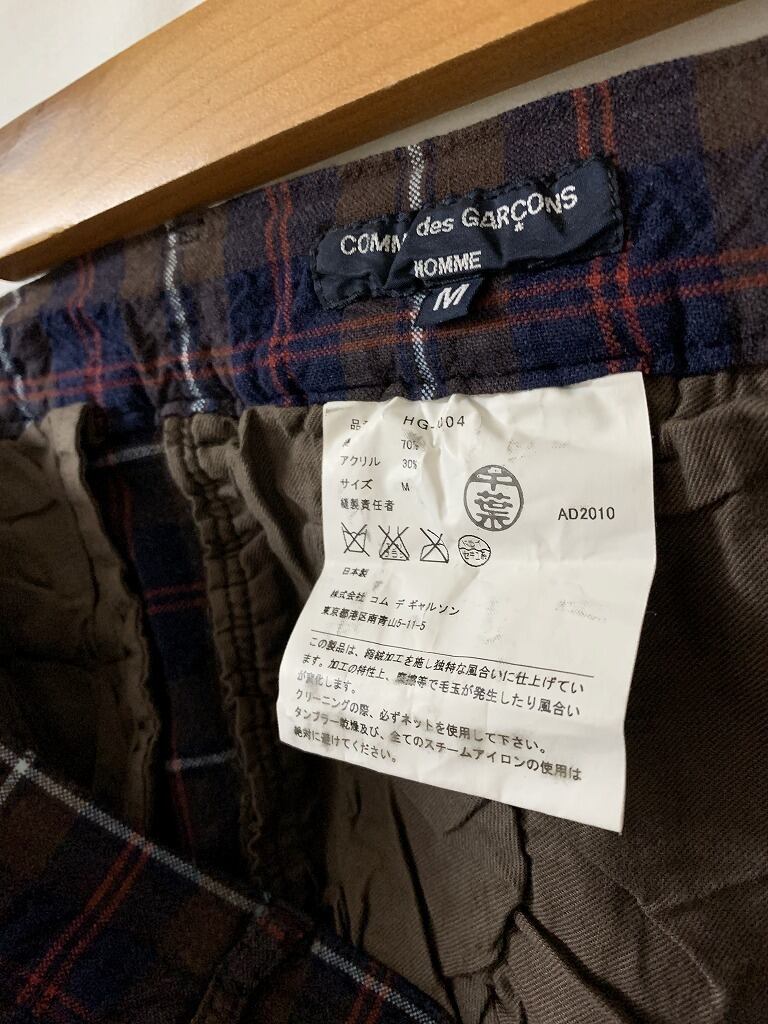 COMM des GARÇONS
HOMME
M
品 HG- 004
70%
アクリル 30%
サイズ M
縫製責任者
千葉
AD2010
日本製
株式会社 コム デ ギャルソン
東京都港区南青山5-11-5
この製品は、縮絨加工を施し独特な風合いに仕上げてい
ます。加工の特性上、摩擦等で毛玉が発生したり風合い
が変化します。
クリーニングの際、必ずネットを使用して下さい。
タンブラー乾燥及び、全てのスチームアイロンの使用は
絶対に避けてください。